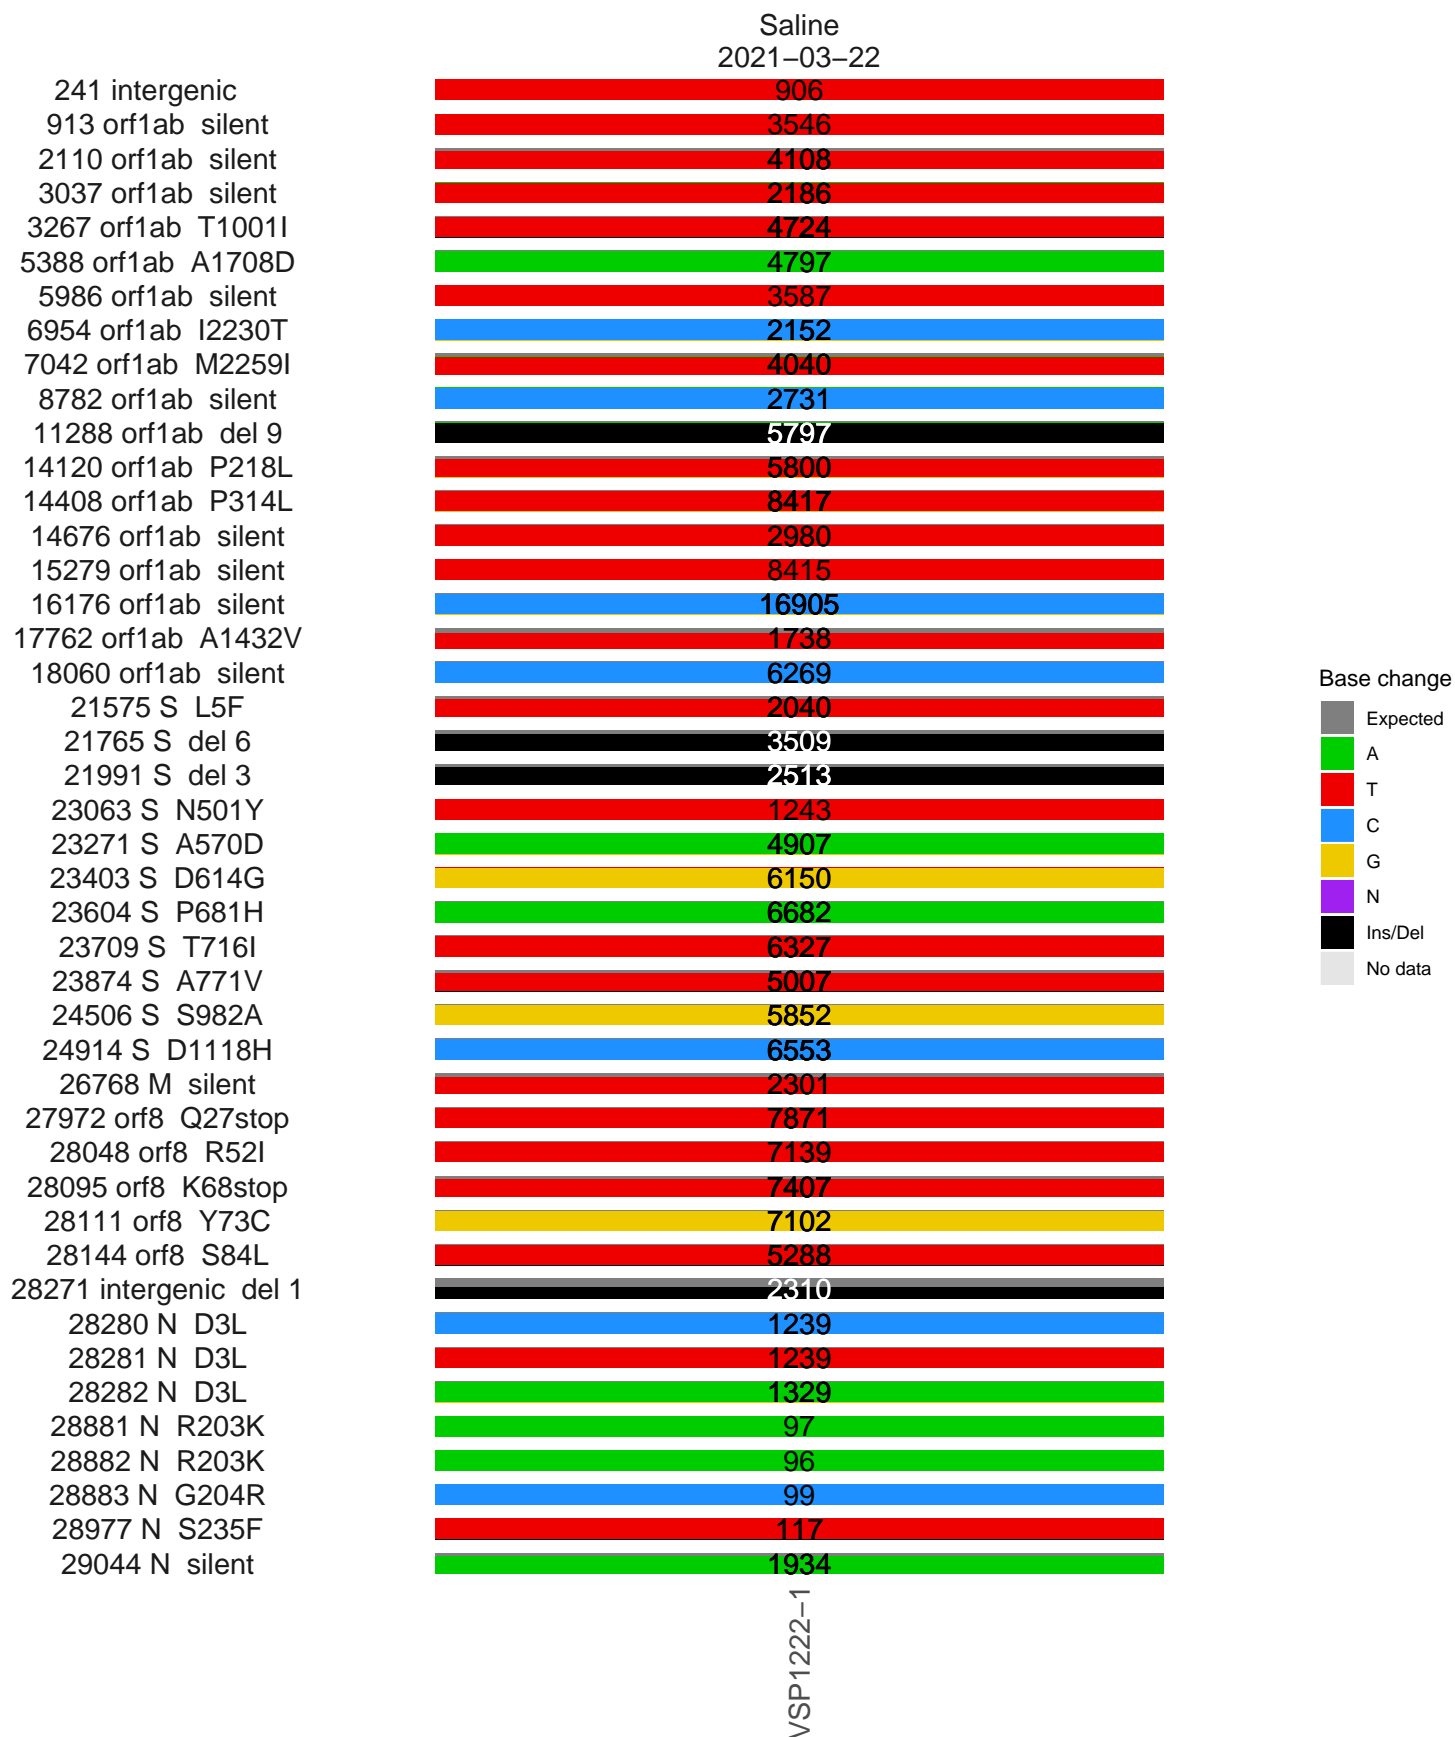 Saline
2021−03−22
241 intergenic 906
913 orf1ab silent 3546
2110 orf1ab silent 4108
3037 orf1ab silent 2186
3267 orf1ab T1001I 4724
5388 orf1ab A1708D 4797
5986 orf1ab silent 3587
6954 orf1ab I2230T 2152
7042 orf1ab M2259I 4040
8782 orf1ab silent 2731
11288 orf1ab del 9 5797
14120 orf1ab P218L 5800
14408 orf1ab P314L 8417
14676 orf1ab silent 2980
15279 orf1ab silent 8415
16176 orf1ab silent 16905
17762 orf1ab A1432V 1738
18060 orf1ab silent 6269
21575 S L5F 2040
21765 S del 6 3509
21991 S del 3 2513
23063 S N501Y 1243
23271 S A570D 4907
23403 S D614G 6150
23604 S P681H 6682
23709 S T716I 6327
23874 S A771V 5007
24506 S S982A 5852
24914 S D1118H 6553
26768 M silent 2301
27972 orf8 Q27stop 7871
28048 orf8 R52I 7139
28095 orf8 K68stop 7407
28111 orf8 Y73C 7102
28144 orf8 S84L 5288
28271 intergenic del 1 2310
28280 N D3L 1239
28281 N D3L 1239
28282 N D3L 1329
28881 N R203K 97
28882 N R203K 96
28883 N G204R 99
28977 N S235F 117
29044 N silent 1934
VSP1222−1
Base change
Expected
A
T
C
G
N
Ins/Del
No data